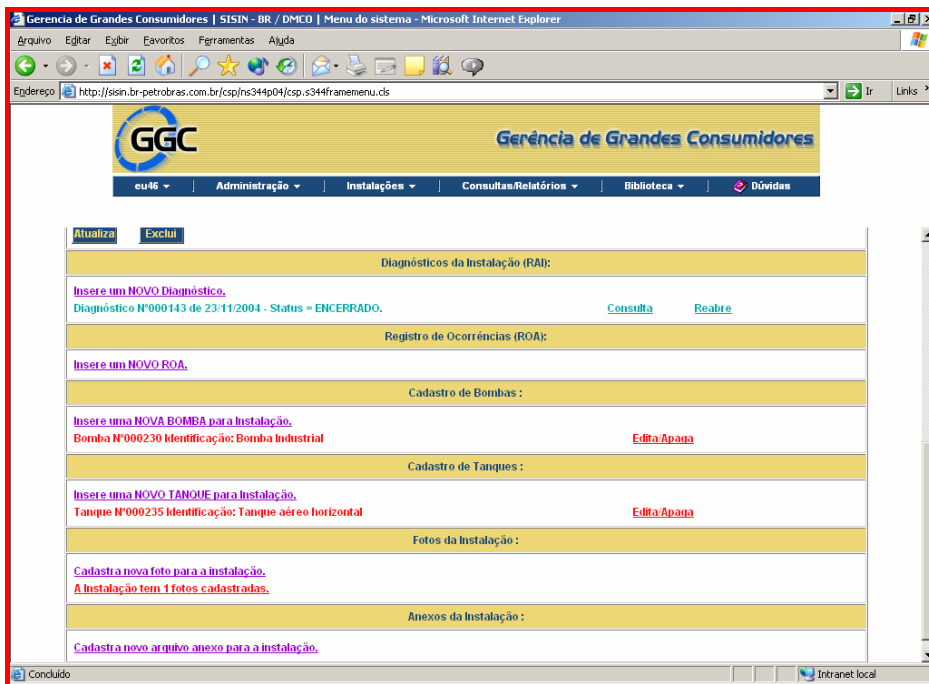 Gerencia de Grandes Consumidores | SISIN - BR / DMCO | Menu do sistema - Microsoft Internet Explorer
Arquivo Editar Exibir Favoritos Ferramentas Ajuda
Endereço http://sisin.br-petrobras.com.br/csp/ns344p04/csp.s344framemenu.cls Ir Links »
GGC Gerência de Grandes Consumidores
eu46 | Administração | Instalações | Consultas/Relatórios | Biblioteca | Dúvidas
Atualiza Exclui
Diagnósticos da Instalação (RAI):
Insere um NOVO Diagnóstico.
Diagnóstico Nº000143 de 23/11/2004 - Status = ENCERRADO. Consulta Reabre
Registro de Ocorrências (ROA):
Insere um NOVO ROA.
Cadastro de Bombas :
Insere uma NOVA BOMBA para Instalação.
Bomba Nº000230 Identificação: Bomba Industrial Edita/Apaga
Cadastro de Tanques :
Insere uma NOVO TANQUE para Instalação.
Tanque Nº000235 Identificação: Tanque aéreo horizontal Edita/Apaga
Fotos da Instalação :
Cadastra nova foto para a instalação.
A Instalação tem 1 fotos cadastradas.
Anexos da Instalação :
Cadastra novo arquivo anexo para a instalação.
Concluído Intranet local